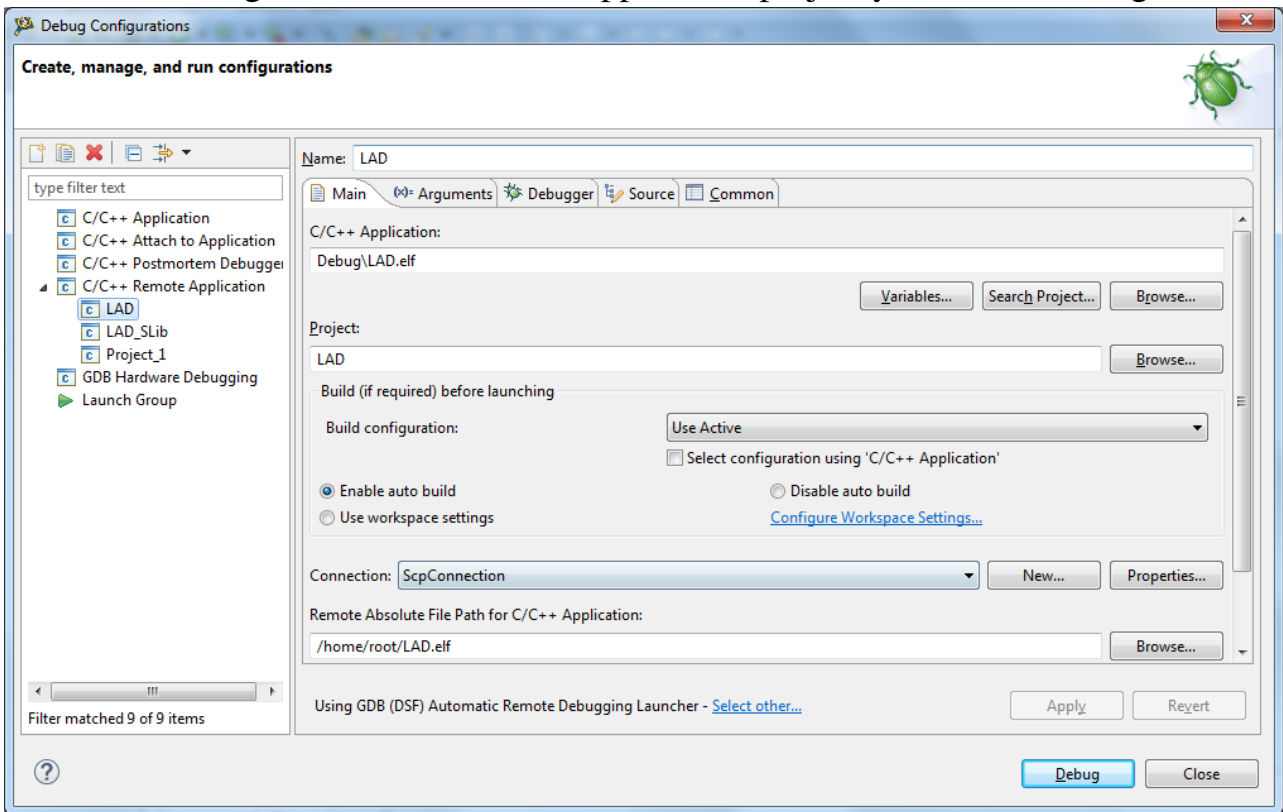 Debug Configurations
Create, manage, and run configurations
Name: LAD
type filter text
Main (x)= Arguments Debugger Source Common
C/C++ Application
C/C++ Attach to Application
C/C++ Postmortem Debugger
C/C++ Remote Application
LAD
LAD_SLib
Project_1
GDB Hardware Debugging
Launch Group
Filter matched 9 of 9 items
C/C++ Application:
Debug\LAD.elf
Variables... Search Project... Browse...
Project:
LAD Browse...
Build (if required) before launching
Build configuration: Use Active
Select configuration using 'C/C++ Application'
Enable auto build Disable auto build
Use workspace settings Configure Workspace Settings...
Connection: ScpConnection New... Properties...
Remote Absolute File Path for C/C++ Application:
/home/root/LAD.elf Browse...
Using GDB (DSF) Automatic Remote Debugging Launcher - Select other... Apply Revert
Debug Close